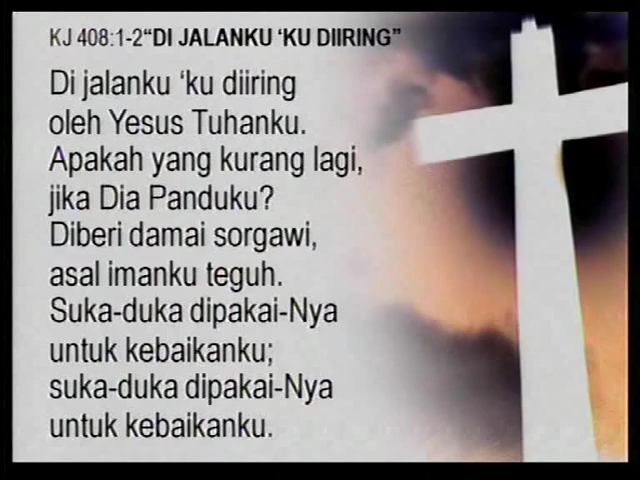 KJ 408:1-2“DI JALANKU ‘KU DIIRING”
Di jalanku ‘ku diiring
oleh Yesus Tuhanku.
Apakah yang kurang lagi,
jika Dia Panduku?
Diberi damai sorgawi,
asal imanku teguh.
Suka-duka dipakai-Nya
untuk kebaikanku;
suka-duka dipakai-Nya
untuk kebaikanku.